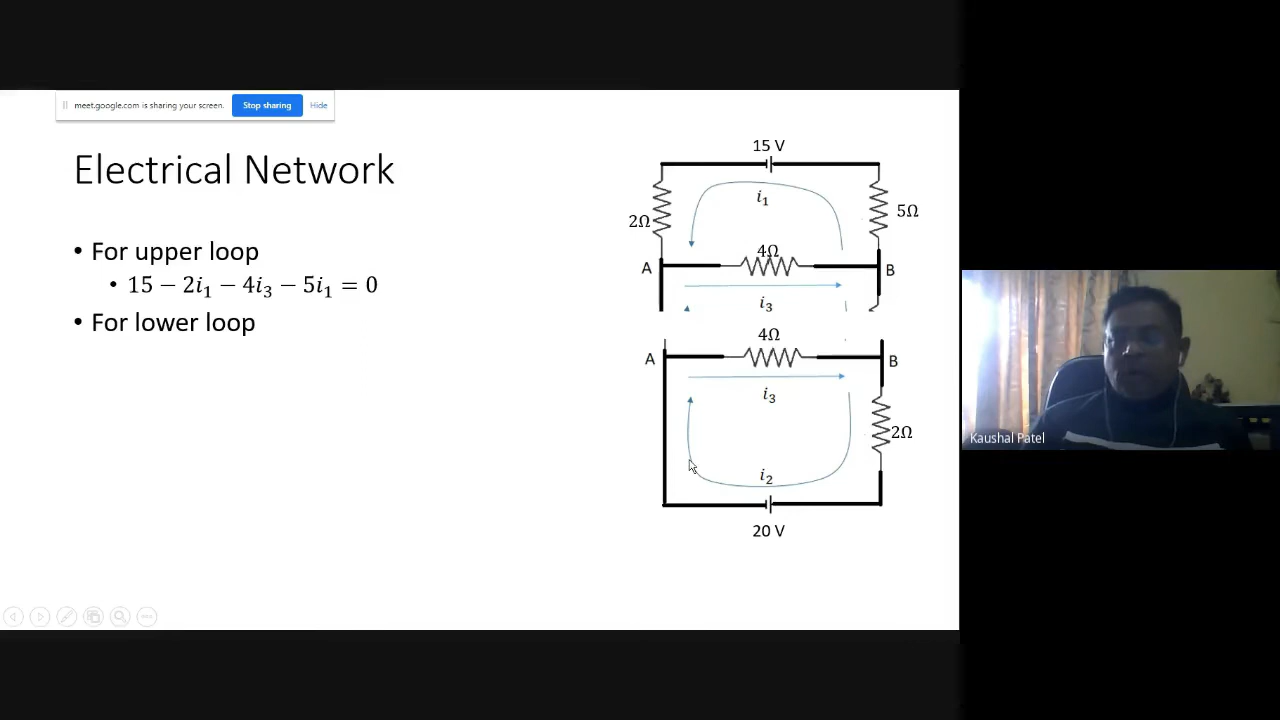 meet.google.com is sharing your screen. Stop sharing Hide
Electrical Network
• For upper loop
• 15 − 2i₁ − 4i₃ − 5i₁ = 0
• For lower loop
15 V
i₁
2Ω
5Ω
4Ω
A
B
i₃
4Ω
A
B
i₃
2Ω
i₂
20 V
Kaushal Patel